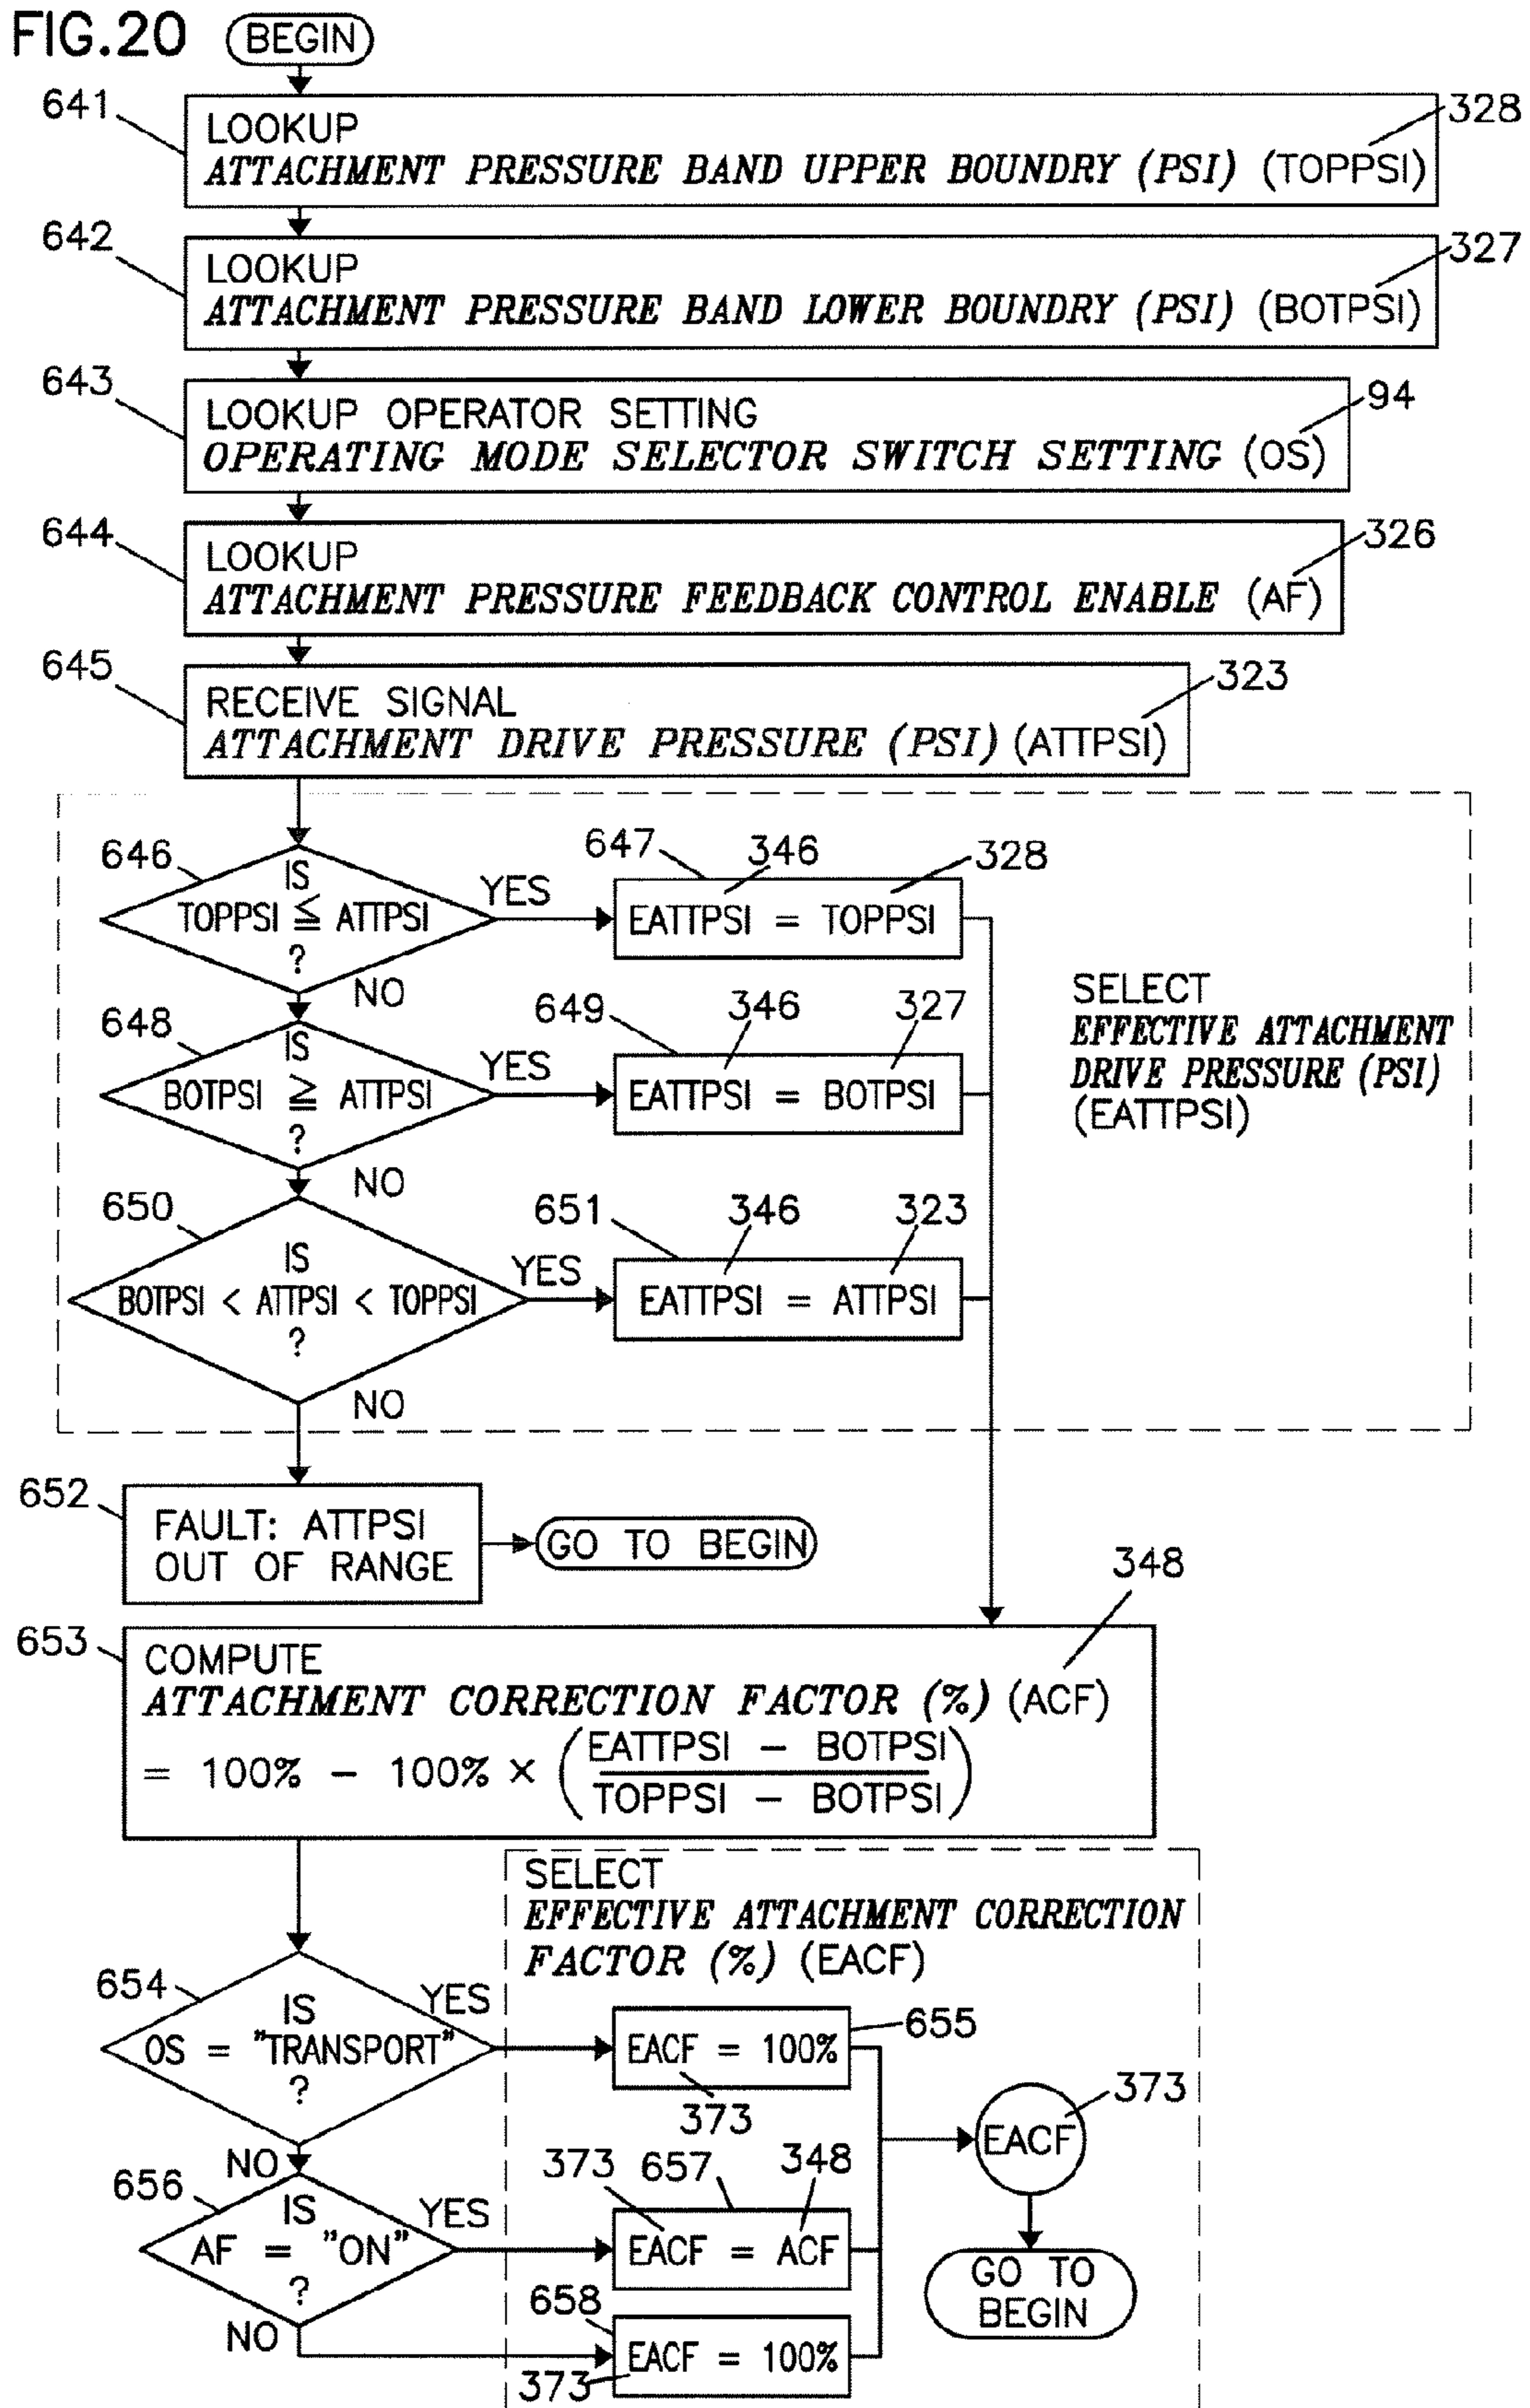 FIG.20 BEGIN
641
LOOKUP
ATTACHMENT PRESSURE BAND UPPER BOUNDRY (PSI) (TOPPSI)
328
642
LOOKUP
ATTACHMENT PRESSURE BAND LOWER BOUNDRY (PSI) (BOTPSI)
327
643
LOOKUP OPERATOR SETTING
OPERATING MODE SELECTOR SWITCH SETTING (OS)
94
644
LOOKUP
ATTACHMENT PRESSURE FEEDBACK CONTROL ENABLE (AF)
326
645
RECEIVE SIGNAL
ATTACHMENT DRIVE PRESSURE (PSI) (ATTPSI)
323
646
IS
TOPPSI ≦ ATTPSI
?
YES
NO
647 346 328
EATTPSI = TOPPSI
648
IS
BOTPSI ≧ ATTPSI
?
YES
NO
649 346 327
EATTPSI = BOTPSI
SELECT
EFFECTIVE ATTACHMENT
DRIVE PRESSURE (PSI)
(EATTPSI)
650
IS
BOTPSI < ATTPSI < TOPPSI
?
YES
NO
651 346 323
EATTPSI = ATTPSI
652
FAULT: ATTPSI
OUT OF RANGE
GO TO BEGIN
348
653
COMPUTE
ATTACHMENT CORRECTION FACTOR (%) (ACF)
= 100% − 100% × (EATTPSI − BOTPSI
TOPPSI − BOTPSI)
SELECT
EFFECTIVE ATTACHMENT CORRECTION
FACTOR (%) (EACF)
654
IS
OS = "TRANSPORT"
?
YES
NO
EACF = 100%
655
373
EACF
373
656
IS
AF = "ON"
?
YES
NO
373 657 348
EACF = ACF
GO TO
BEGIN
658
EACF = 100%
373